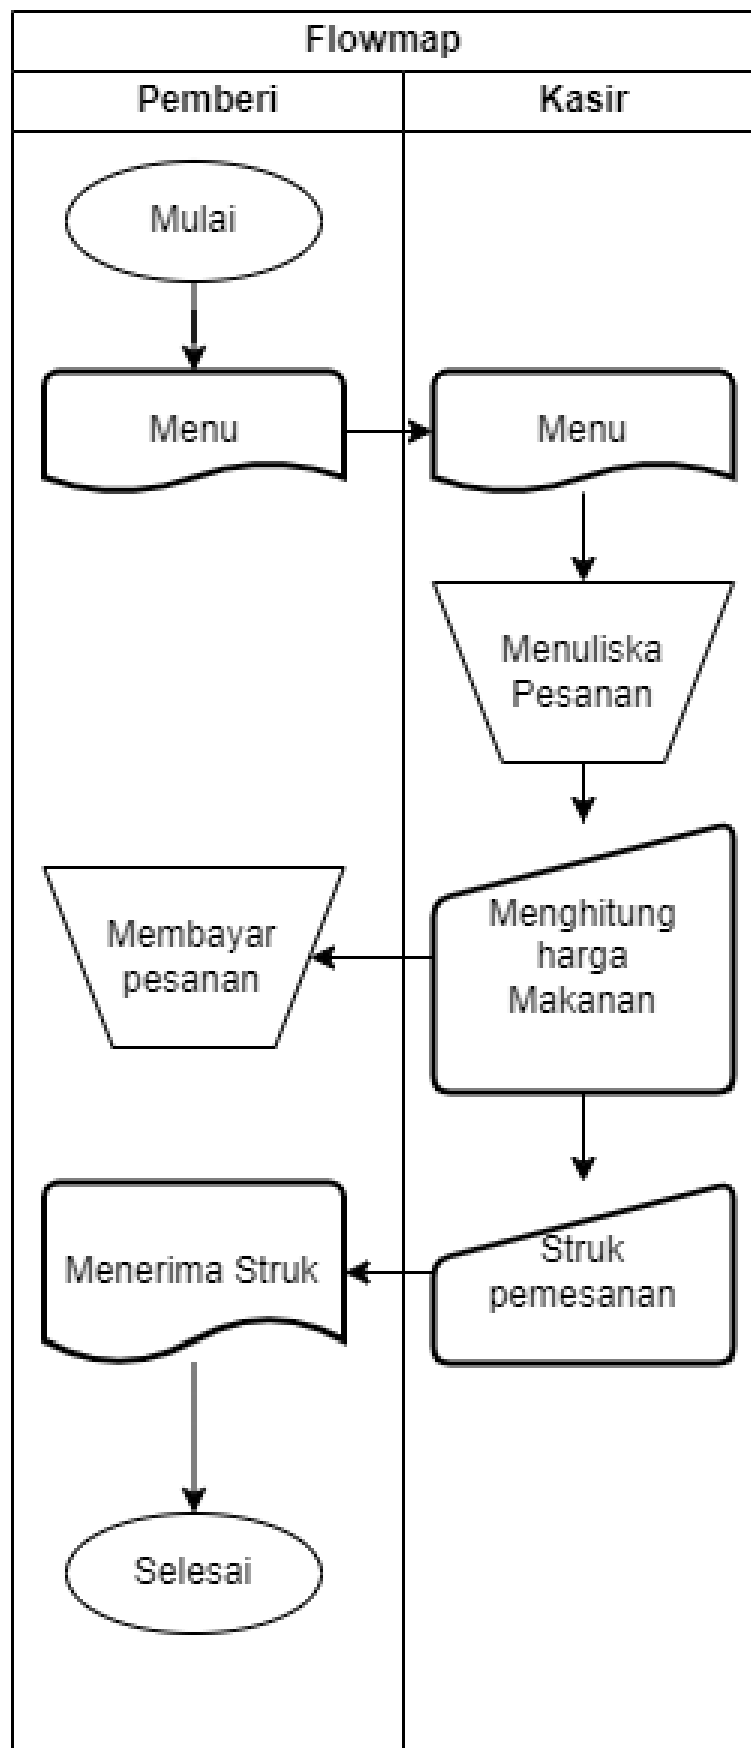 Flowmap
Pemberi
Kasir
Mulai
Menu
Menu
Menuliska
Pesanan
Menghitung
harga
Makanan
Membayar
pesanan
Struk
pemesanan
Menerima Struk
Selesai